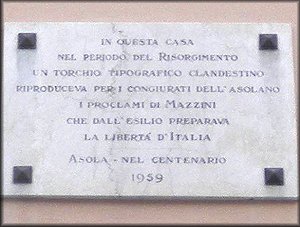 IN QUESTA CASA
NEL PERIODO DEL RISORGIMENTO
UN TORCHIO TIPOGRAFICO CLANDESTINO
RIPRODUCEVA PER I CONGIURATI DELL'ASOLANO
I PROCLAMI DI MAZZINI
CHE DALL'ESILIO PREPARAVA
LA LIBERTÀ D'ITALIA
ASOLA - NEL CENTENARIO
1959